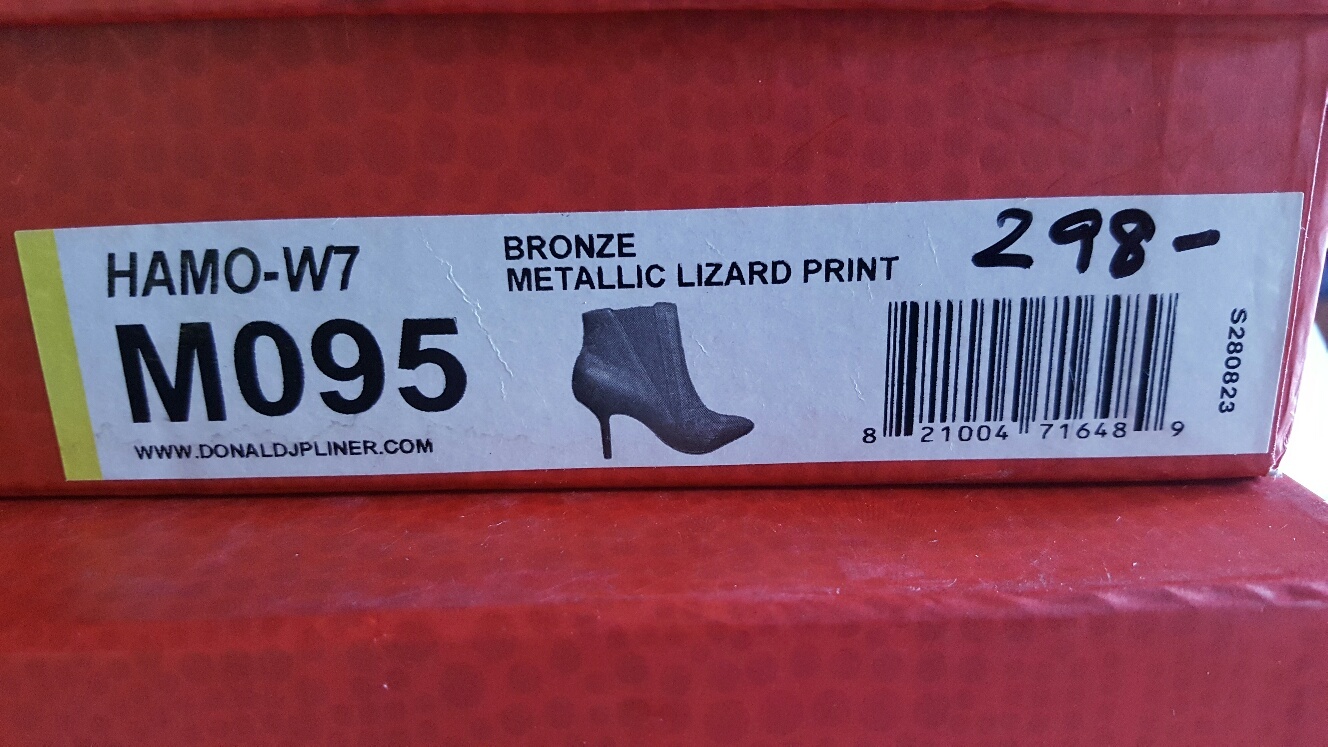 HAMO-W7
M095
WWW.DONALDJPLINER.COM
BRONZE
METALLIC LIZARD PRINT
298-
8 21004 71648 9
S280823